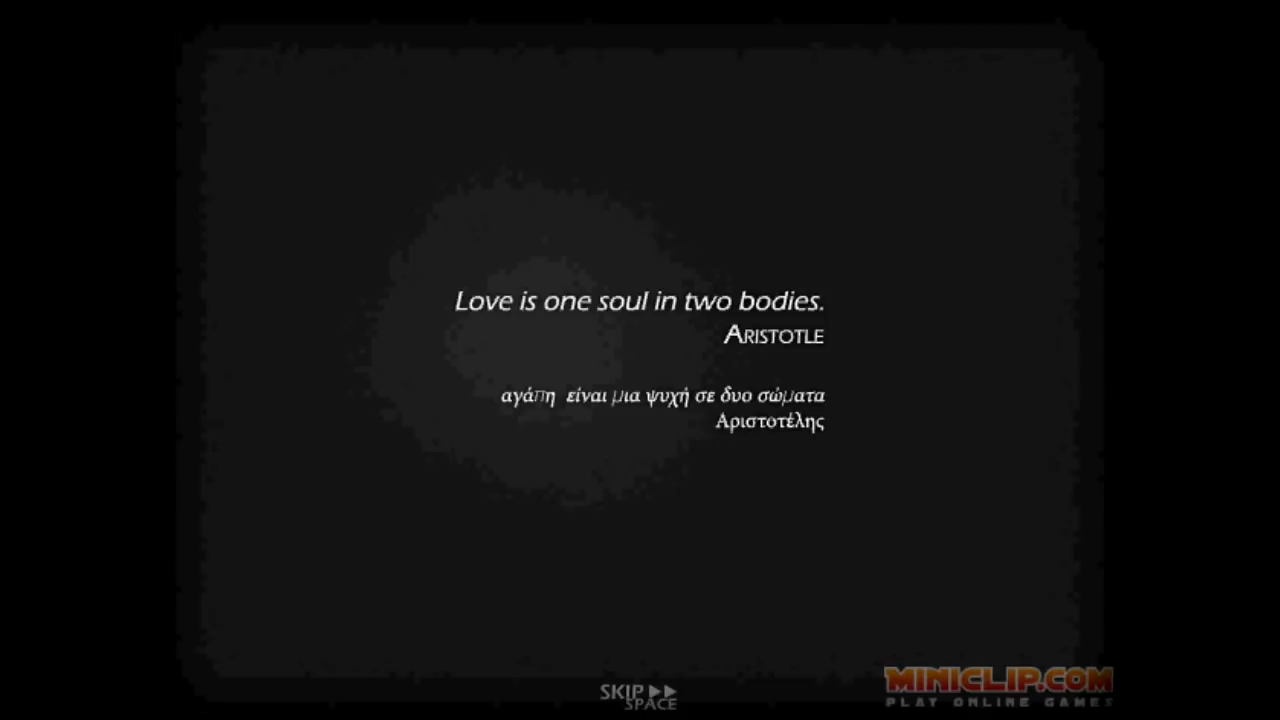 Love is one soul in two bodies.
ARISTOTLE
αγάπη είναι μια ψυχή σε δυο σώματα
Αριστοτέλης
SKIP
SPACE
MINICLIP.COM
PLAY ONLINE GAMES